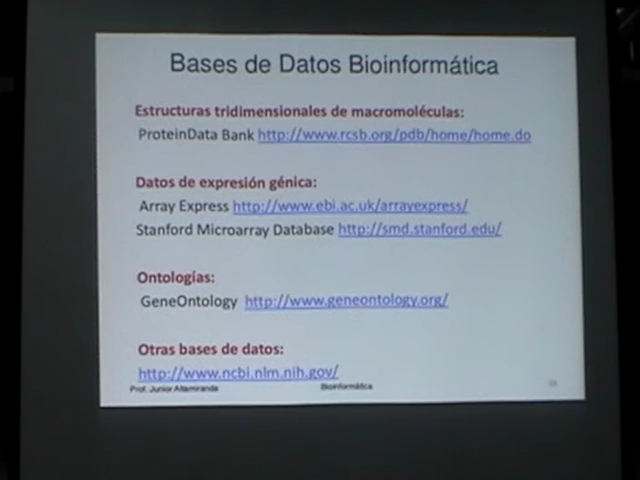 Bases de Datos Bioinformática
Estructuras tridimensionales de macromoléculas:
ProteinData Bank http://www.rcsb.org/pdb/home/home.do
Datos de expresión génica:
Array Express http://www.ebi.ac.uk/arrayexpress/
Stanford Microarray Database http://smd.stanford.edu/
Ontologías:
GeneOntology http://www.geneontology.org/
Otras bases de datos:
http://www.ncbi.nlm.nih.gov/
Prof. Junior Altamiranda Bioinformática